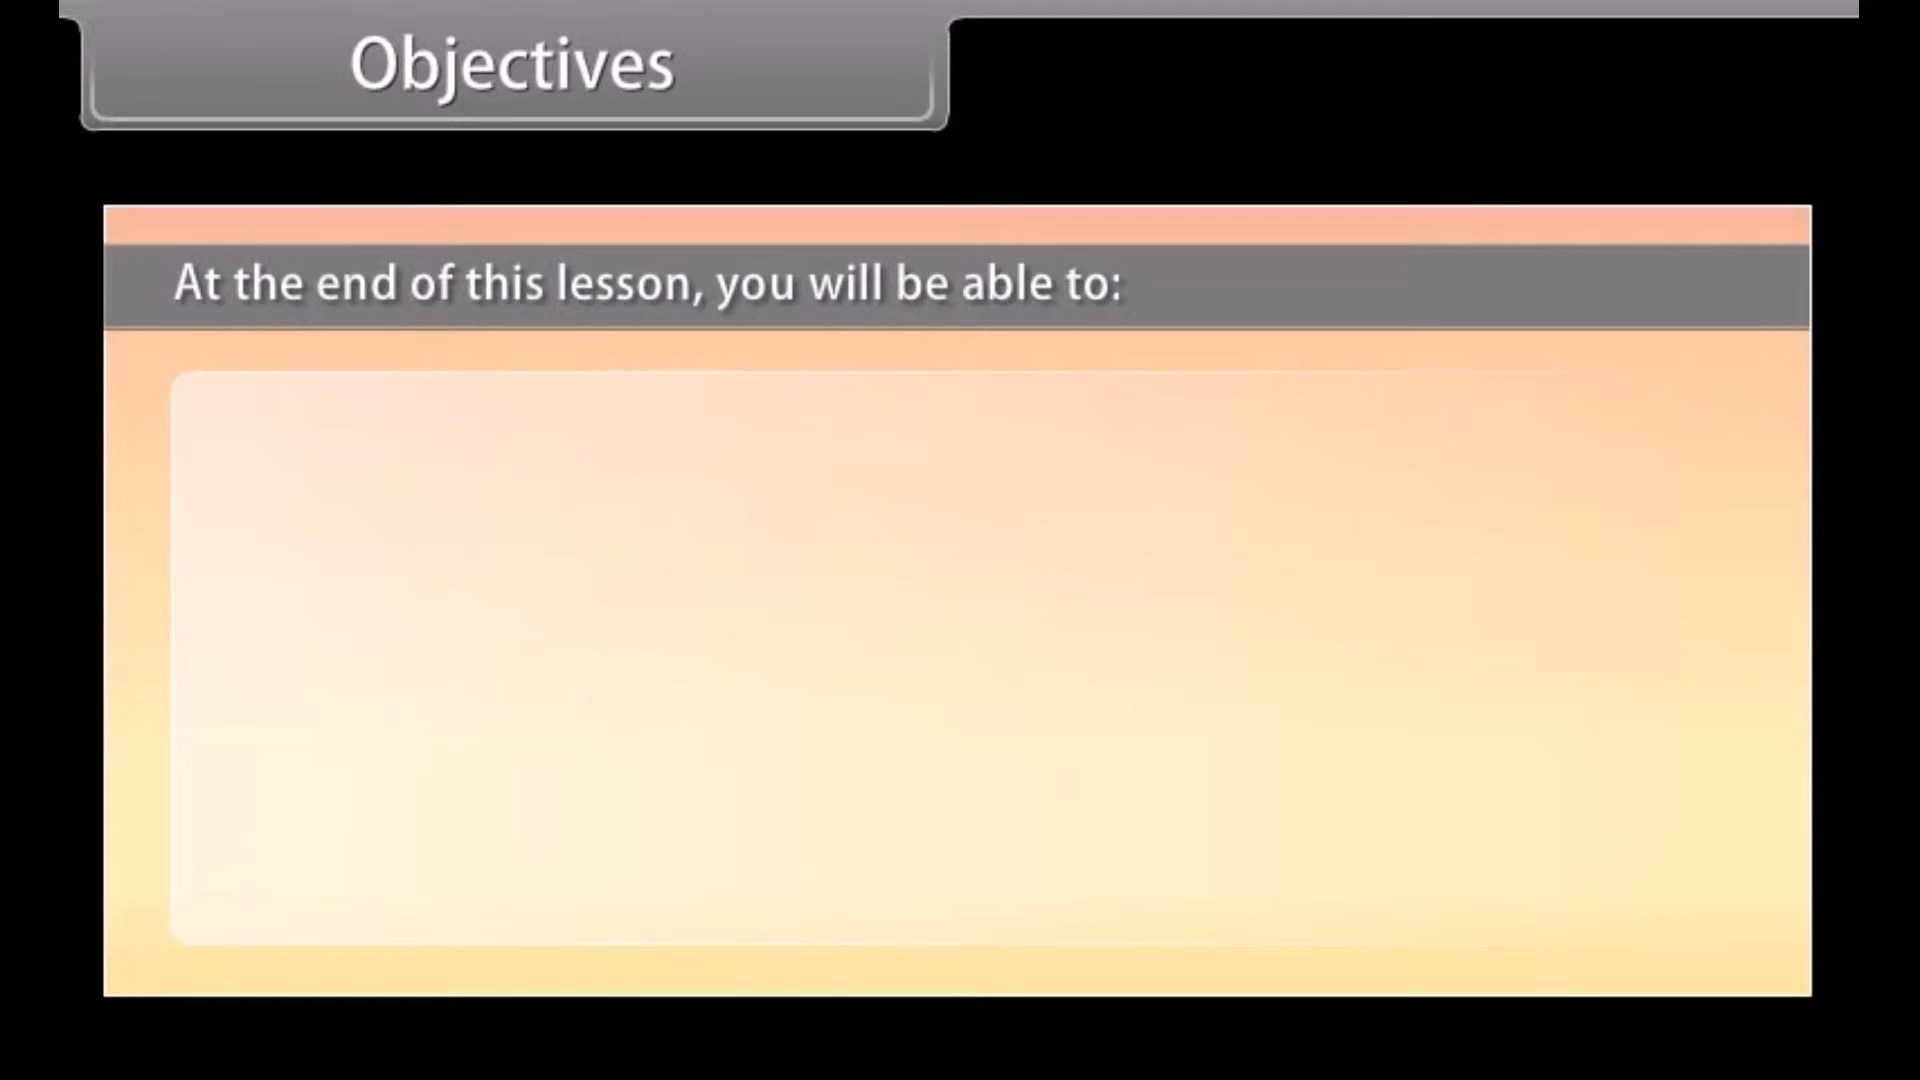 Objectives
At the end of this lesson, you will be able to: